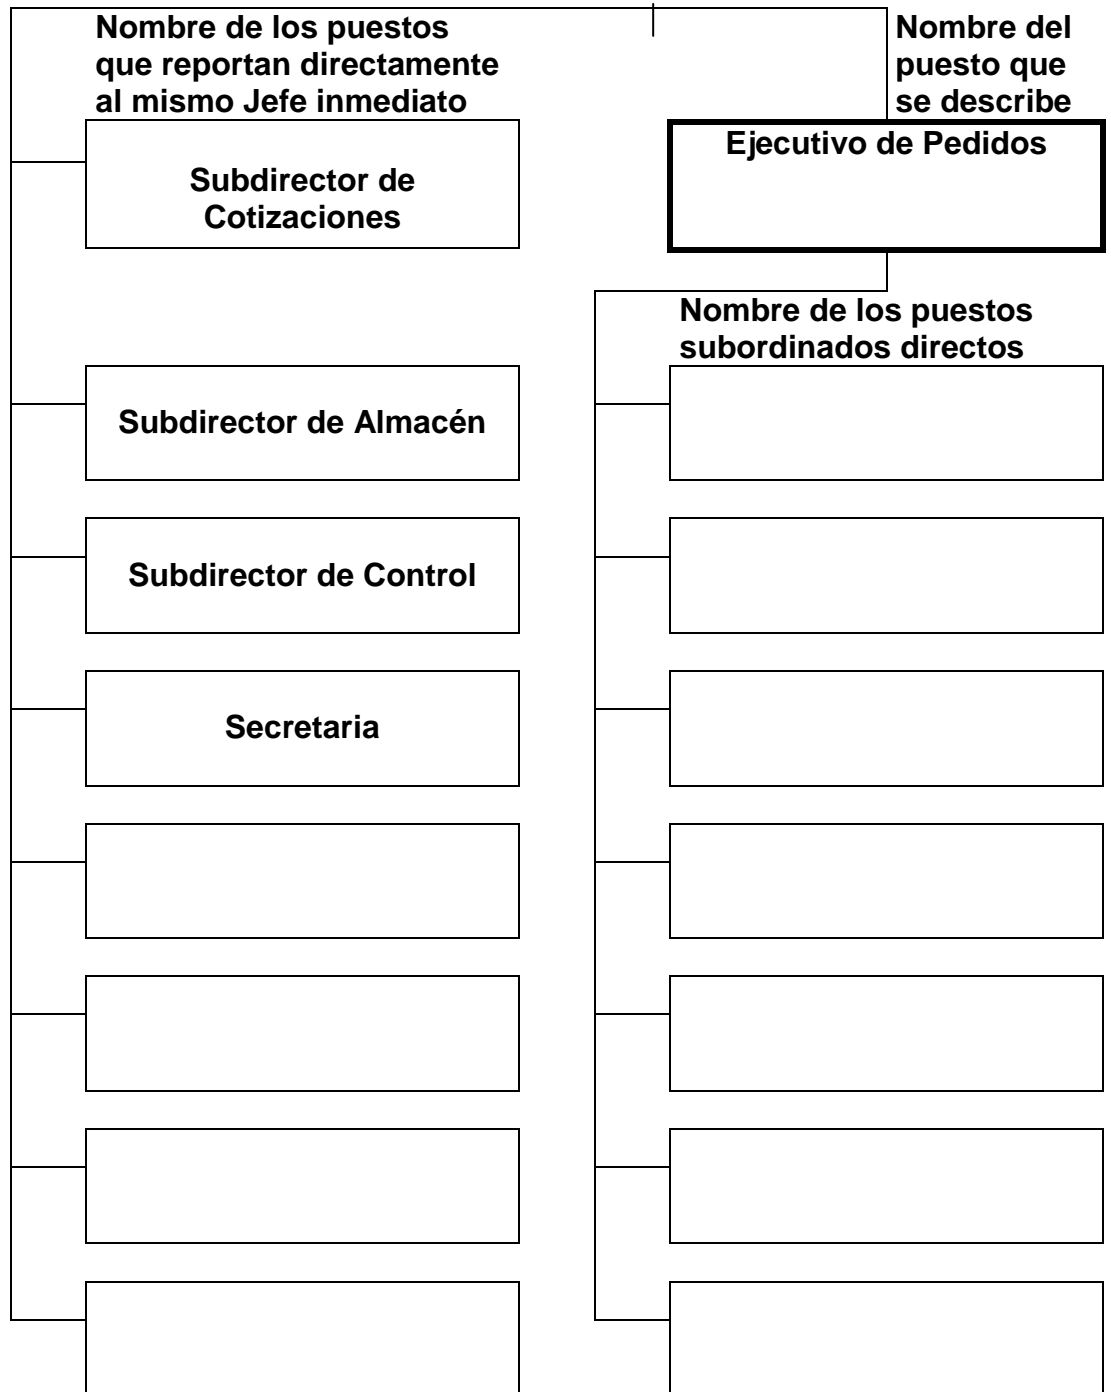 Nombre de los puestos
que reportan directamente
al mismo Jefe inmediato
Nombre del
puesto que
se describe
Subdirector de
Cotizaciones
Ejecutivo de Pedidos
Nombre de los puestos
subordinados directos
Subdirector de Almacén
Subdirector de Control
Secretaria